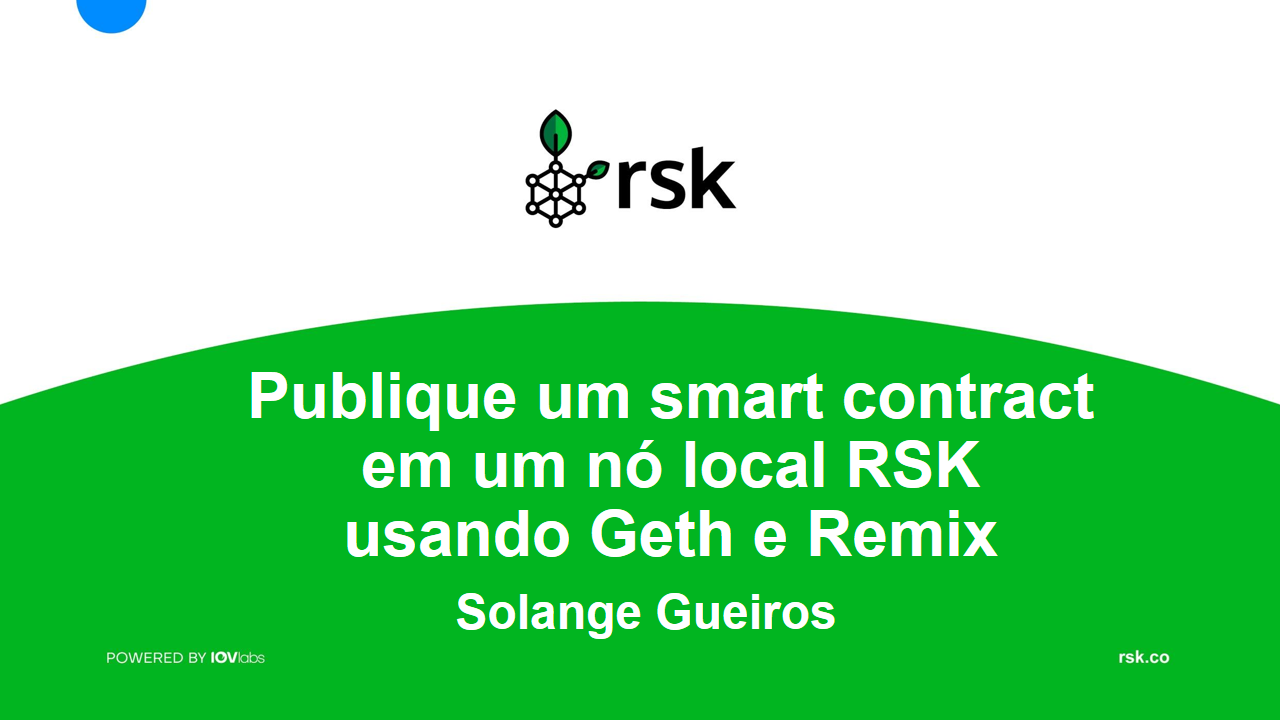 rsk
Publique um smart contract
em um nó local RSK
usando Geth e Remix
Solange Gueiros
POWERED BY IOVlabs
rsk.co